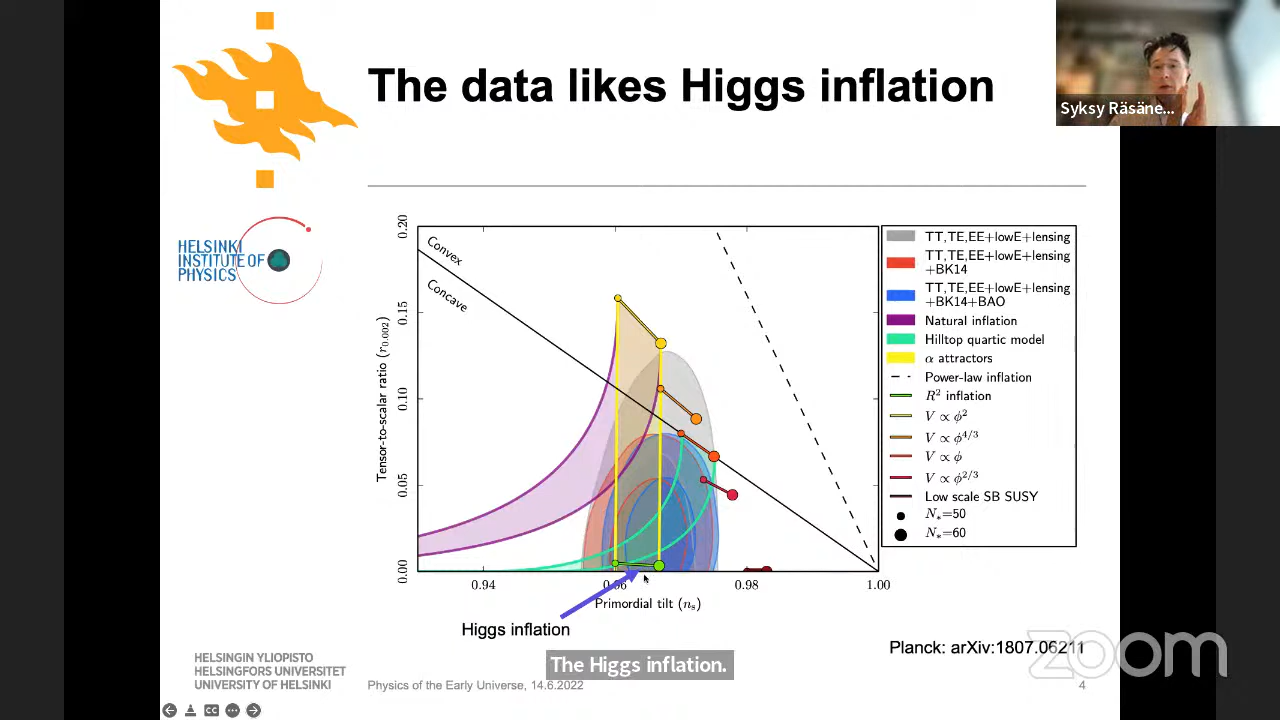 The data likes Higgs inflation
Syksy Räsäne...
HELSINKI
INSTITUTE OF
PHYSICS
Tensor-to-scalar ratio (r0.002)
0.20
0.15
0.10
0.05
0.00
Convex
Concave
0.94
0.96
0.98
1.00
Primordial tilt (ns)
TT,TE,EE+lowE+lensing
TT,TE,EE+lowE+lensing
+BK14
TT,TE,EE+lowE+lensing
+BK14+BAO
Natural inflation
Hilltop quartic model
α attractors
Power-law inflation
R² inflation
V ∝ ϕ²
V ∝ ϕ^4/3
V ∝ ϕ
V ∝ ϕ^2/3
Low scale SB SUSY
N*=50
N*=60
Higgs inflation
Planck: arXiv:1807.06211
zoom
The Higgs inflation.
HELSINGIN YLIOPISTO
HELSINGFORS UNIVERSITET
UNIVERSITY OF HELSINKI
Physics of the Early Universe, 14.6.2022
4
CC